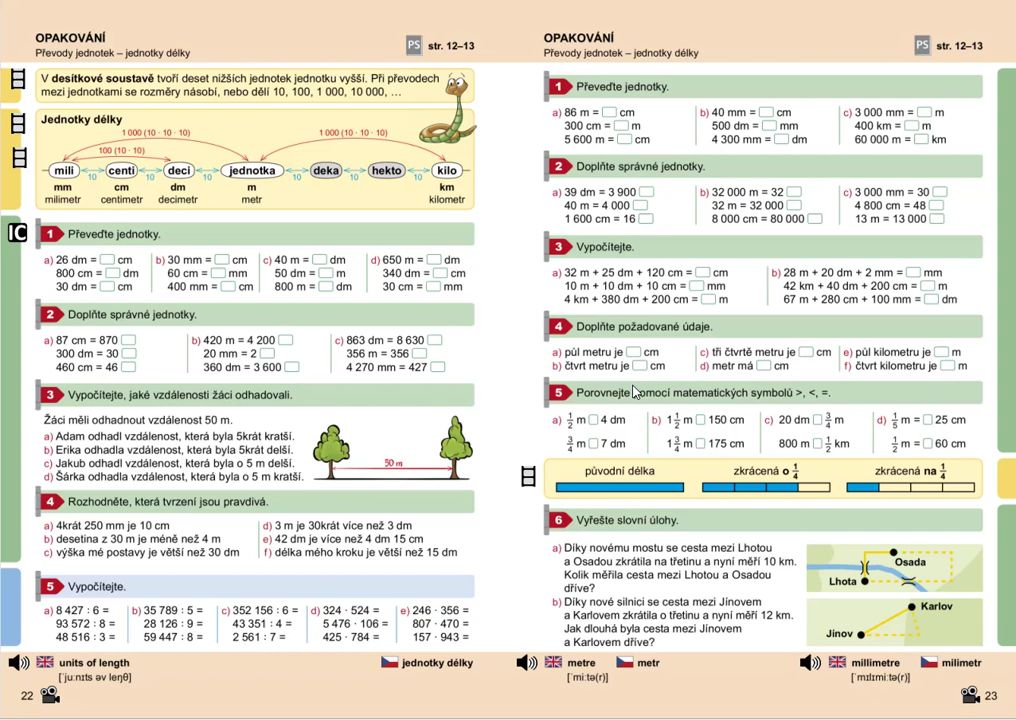 OPAKOVÁNÍ
Převody jednotek – jednotky délky
PS str. 12–13
V desítkové soustavě tvoří deset nižších jednotek jednotku vyšší. Při převodech
mezi jednotkami se rozměry násobí, nebo dělí 10, 100, 1 000, 10 000, …
Jednotky délky
1 000 (10 · 10 · 10)
1 000 (10 · 10 · 10)
100 (10 · 10)
mili centi deci jednotka deka hekto kilo
10 10 10 10 10 10
mm cm dm m km
milimetr centimetr decimetr metr kilometr
IC
1 Převeďte jednotky.
a) 26 dm = □ cm b) 30 mm = □ cm c) 40 m = □ dm d) 650 m = □ dm
800 cm = □ dm 60 cm = □ mm 50 dm = □ m 340 dm = □ cm
30 dm = □ cm 400 mm = □ cm 800 m = □ dm 30 cm = □ mm
2 Doplňte správné jednotky.
a) 87 cm = 870 □ b) 420 m = 4 200 □ c) 863 dm = 8 630 □
300 dm = 30 □ 20 mm = 2 □ 356 m = 356 □
460 cm = 46 □ 360 dm = 3 600 □ 4 270 mm = 427 □
3 Vypočítejte, jaké vzdálenosti žáci odhadovali.
Žáci měli odhadnout vzdálenost 50 m.
a) Adam odhadl vzdálenost, která byla 5krát kratší.
b) Erika odhadla vzdálenost, která byla 5krát delší.
c) Jakub odhadl vzdálenost, která byla o 5 m delší.
d) Šárka odhadla vzdálenost, která byla o 5 m kratší.
50 m
4 Rozhodněte, která tvrzení jsou pravdivá.
a) 4krát 250 mm je 10 cm d) 3 m je 30krát více než 3 dm
b) desetina z 30 m je méně než 4 m e) 42 dm je více než 4 dm 15 cm
c) výška mé postavy je větší než 30 dm f) délka mého kroku je větší než 15 dm
5 Vypočítejte.
a) 8 427 : 6 = b) 35 789 : 5 = c) 352 156 : 6 = d) 324 · 524 = e) 246 · 356 =
93 572 : 8 = 28 126 : 9 = 43 351 : 4 = 5 476 · 106 = 807 · 470 =
48 516 : 3 = 59 447 : 8 = 2 561 : 7 = 425 · 784 = 157 · 943 =
units of length jednotky délky
[ˈjuːnɪts əv leŋθ]
22
OPAKOVÁNÍ
Převody jednotek – jednotky délky
PS str. 12–13
1 Převeďte jednotky.
a) 86 m = □ cm b) 40 mm = □ cm c) 3 000 mm = □ m
300 cm = □ m 500 dm = □ mm 400 km = □ m
5 600 m = □ cm 4 300 mm = □ dm 60 000 m = □ km
2 Doplňte správné jednotky.
a) 39 dm = 3 900 □ b) 32 000 m = 32 □ c) 3 000 mm = 30 □
40 m = 4 000 □ 32 m = 32 000 □ 4 800 cm = 48 □
1 600 cm = 16 □ 8 000 cm = 80 000 □ 13 m = 13 000 □
3 Vypočítejte.
a) 32 m + 25 dm + 120 cm = □ cm b) 28 m + 20 dm + 2 mm = □ mm
10 m + 10 dm + 10 cm = □ cm 42 km + 40 dm + 200 cm = □ m
4 km + 380 dm + 200 cm = □ m 67 m + 280 cm + 100 mm = □ dm
4 Doplňte požadované údaje.
a) půl metru je □ cm c) tři čtvrtě metru je □ cm e) půl kilometru je □ m
b) čtvrt metru je □ cm d) metr má □ cm f) čtvrt kilometru je □ m
5 Porovnejte pomocí matematických symbolů >, <, =.
a) 1/2 m □ 4 dm b) 1 1/2 m □ 150 cm c) 20 dm □ 3/4 m d) 1/5 m = □ 25 cm
3/4 m □ 7 dm 1 3/4 m □ 175 cm 800 m □ 1/2 km 1/2 m = □ 60 cm
původní délka zkrácená o 1/4 zkrácená na 1/4
6 Vyřešte slovní úlohy.
a) Díky novému mostu se cesta mezi Lhotou
a Osadou zkrátila na třetinu a nyní měří 10 km.
Kolik měřila cesta mezi Lhotou a Osadou
dříve?
b) Díky nové silnici se cesta mezi Jínovem
a Karlovem zkrátila o třetinu a nyní měří 12 km.
Jak dlouhá byla cesta mezi Jínovem
a Karlovem dříve?
Osada
Lhota
Karlov
Jínov
metre metr millimetre milimetr
[ˈmiːtə(r)] [ˈmɪlɪmiːtə(r)]
23